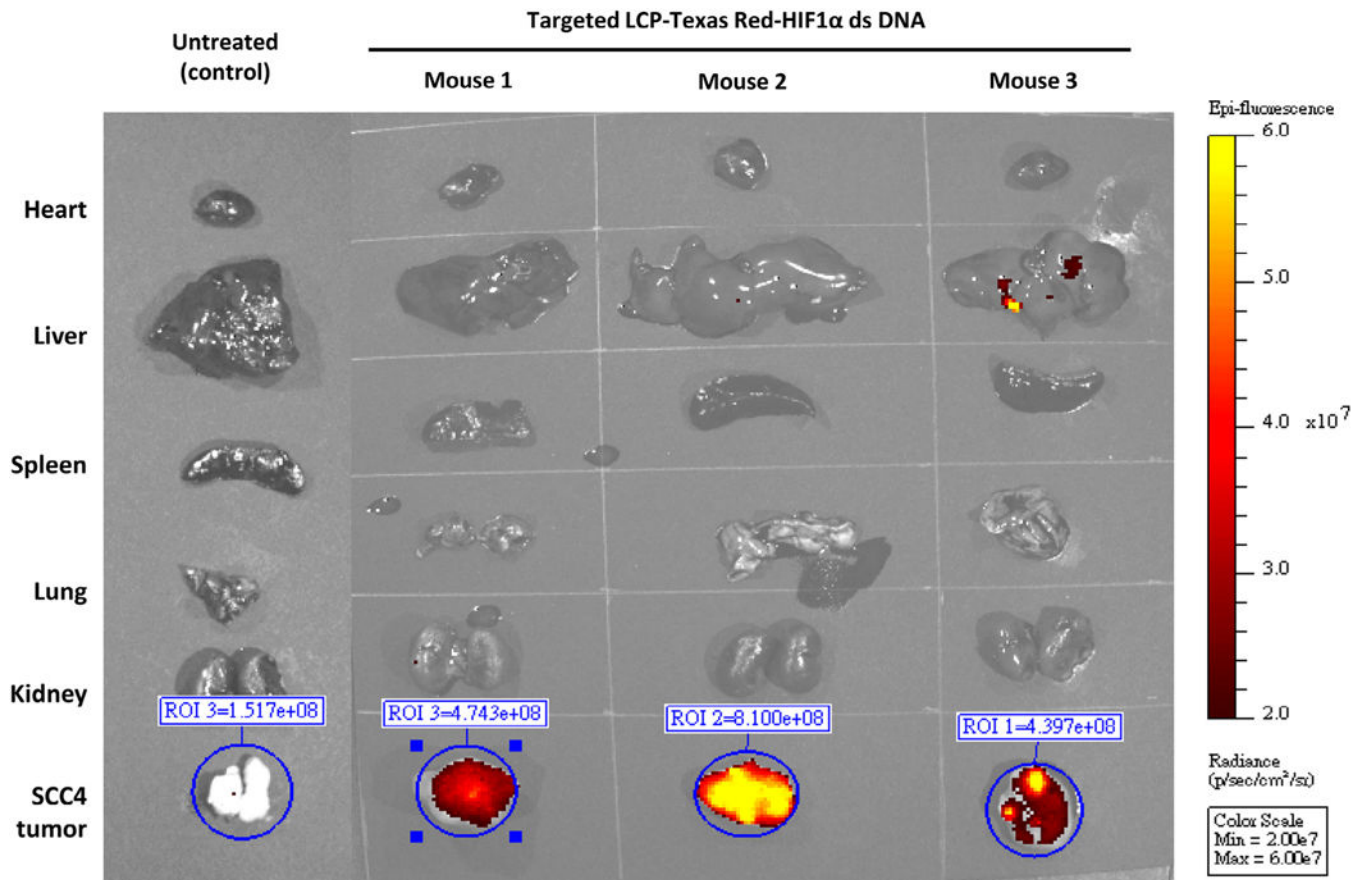 Targeted LCP-Texas Red-HIF1α ds DNA
Untreated
(control)
Mouse 1
Mouse 2
Mouse 3
Heart
Liver
Spleen
Lung
Kidney
SCC4
tumor
ROI 3=1.517e+08
ROI 3=4.743e+08
ROI 2=8.100e+08
ROI 1=4.397e+08
Epi-fluorescence
6.0
5.0
4.0 x10⁷
3.0
2.0
Radiance
(p/sec/cm²/sr)
Color Scale
Min = 2.00e7
Max = 6.00e7